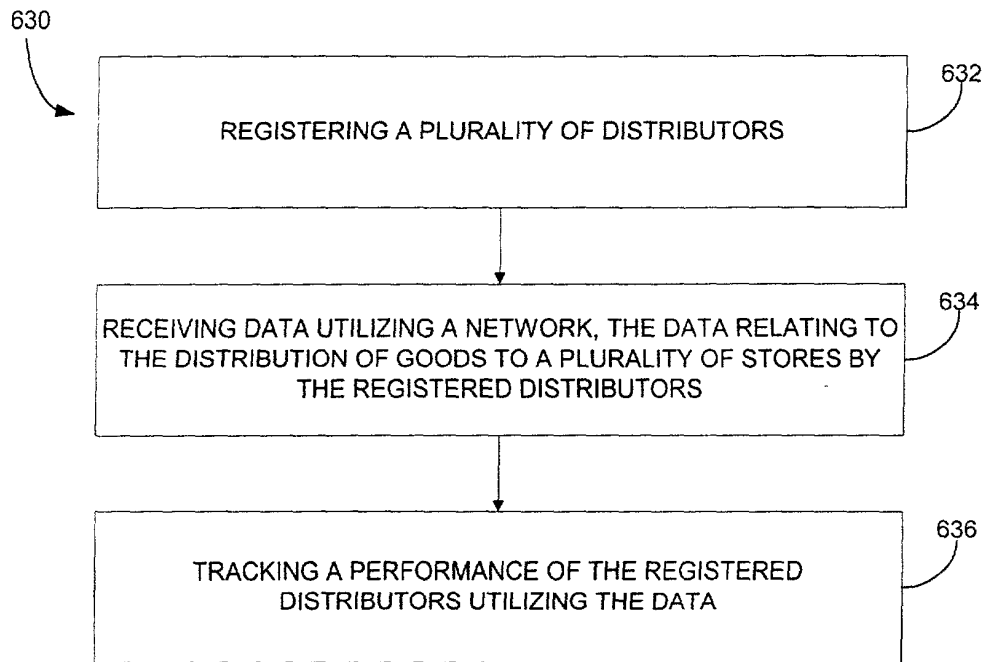 630
632
REGISTERING A PLURALITY OF DISTRIBUTORS
634
RECEIVING DATA UTILIZING A NETWORK, THE DATA RELATING TO
THE DISTRIBUTION OF GOODS TO A PLURALITY OF STORES BY
THE REGISTERED DISTRIBUTORS
636
TRACKING A PERFORMANCE OF THE REGISTERED
DISTRIBUTORS UTILIZING THE DATA